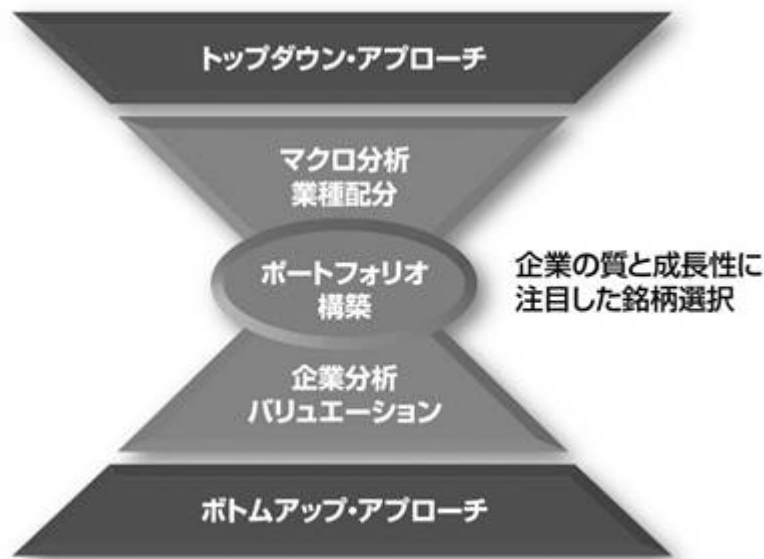 トップダウン・アプローチ
マクロ分析
業種配分
ポートフォリオ
構築
企業の質と成長性に
注目した銘柄選択
企業分析
バリュエーション
ボトムアップ・アプローチ